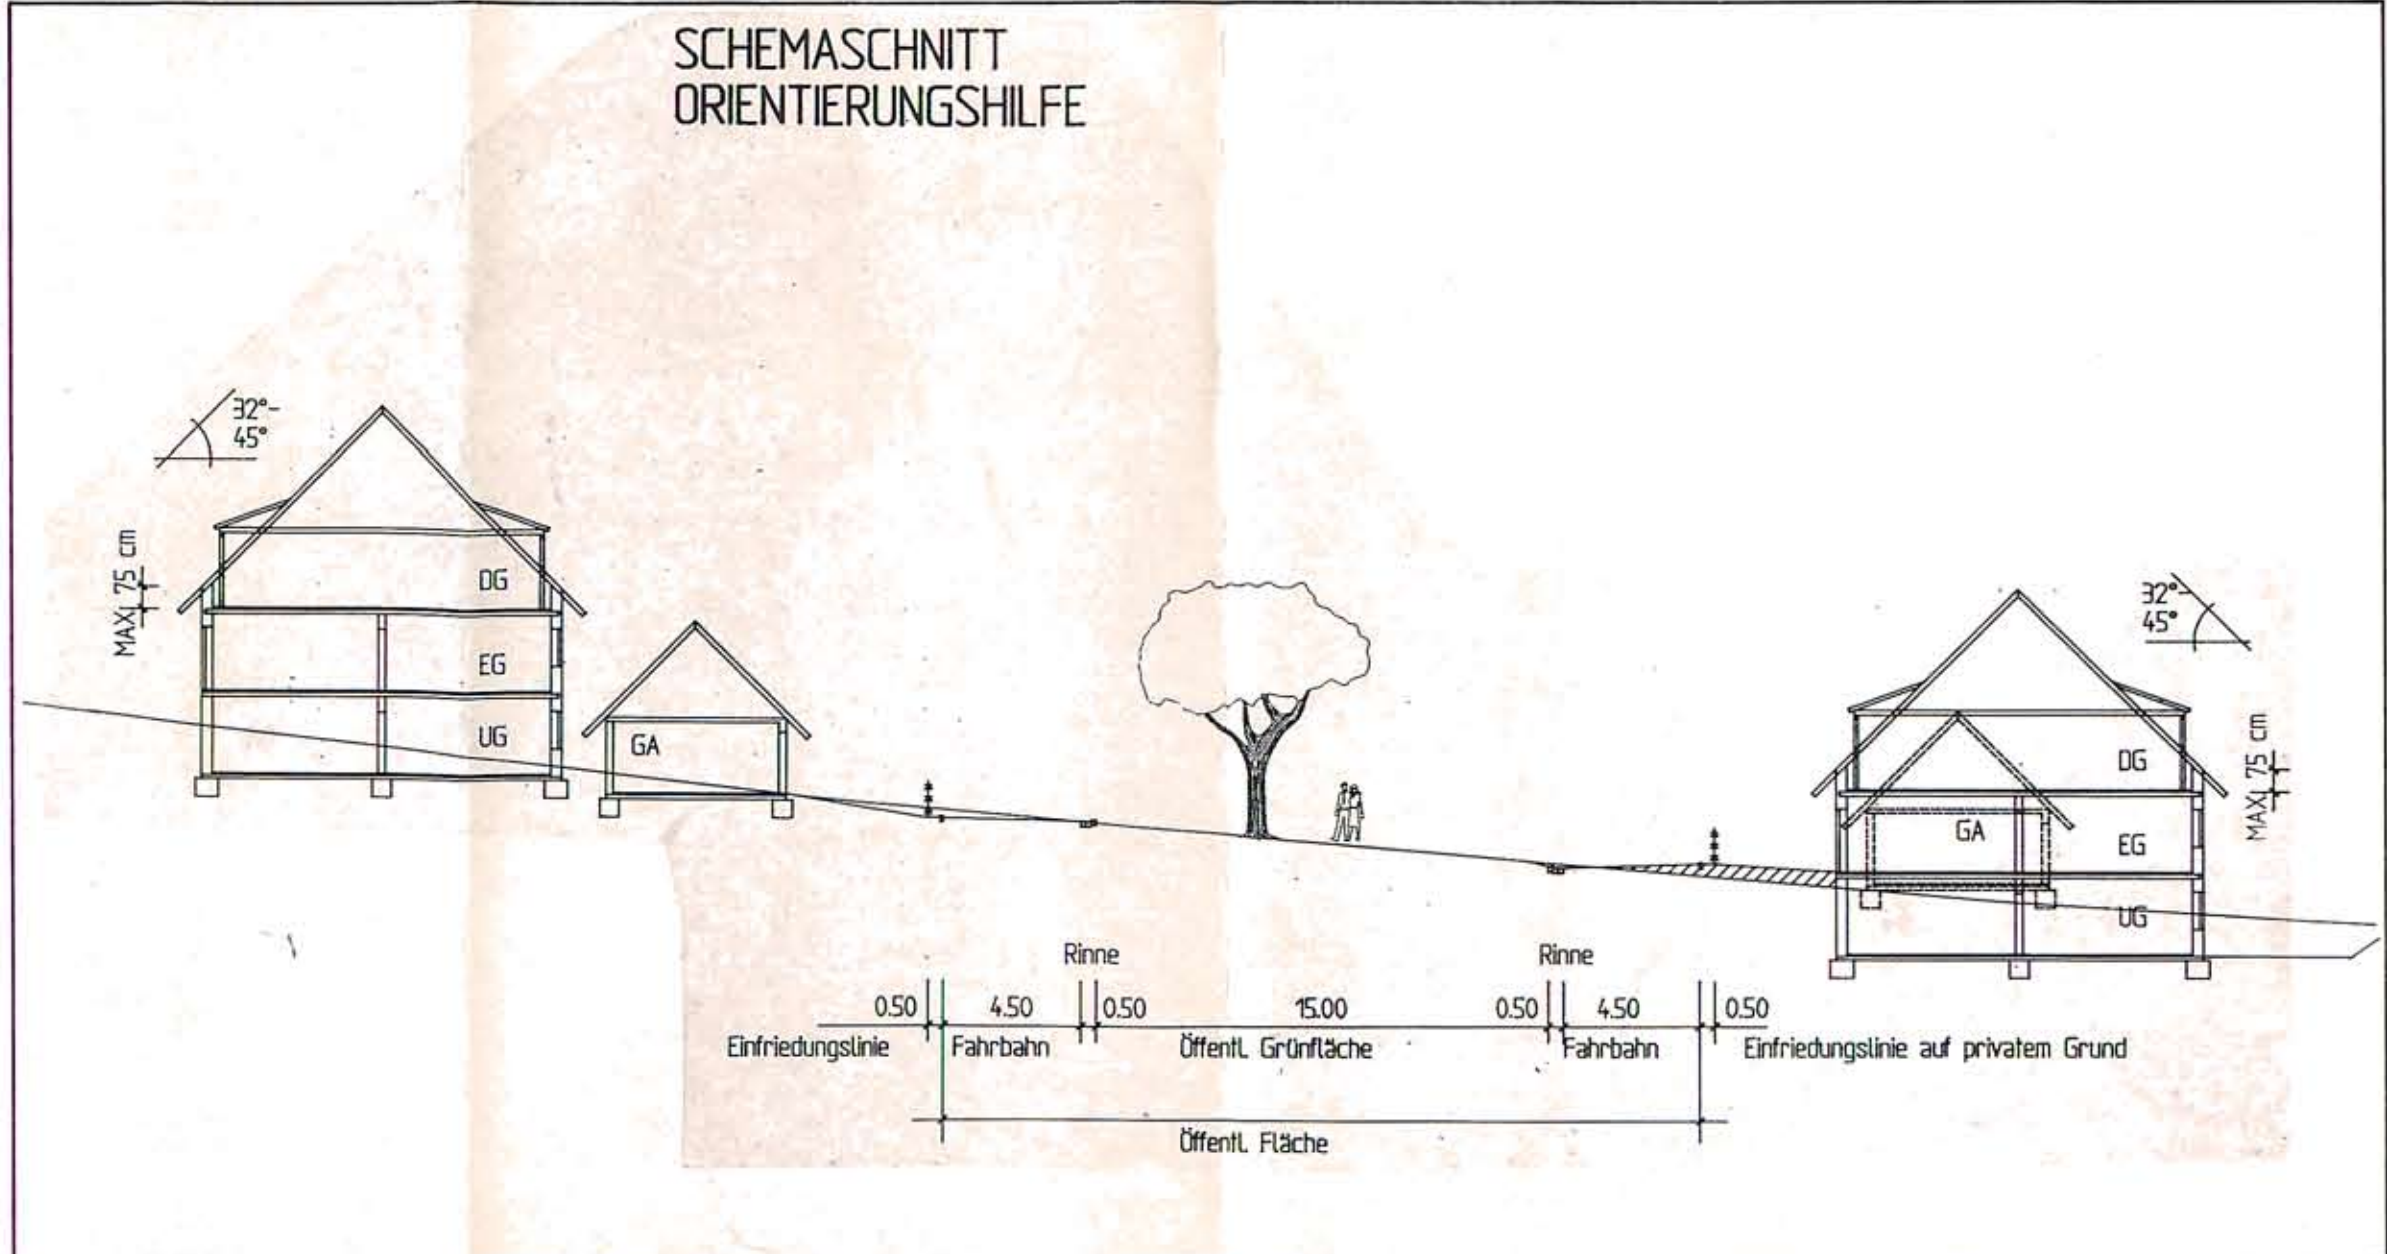 SCHEMASCHNITT
ORIENTIERUNGSHILFE
32°-
45°
MAX. 75 cm
DG
EG
UG
GA
32°-
45°
MAX. 75 cm
DG
GA
EG
UG
Rinne
Rinne
0.50 4.50 0.50 15.00 0.50 4.50 0.50
Einfriedungslinie Fahrbahn Öffentl. Grünfläche Fahrbahn Einfriedungslinie auf privatem Grund
Öffentl. Fläche